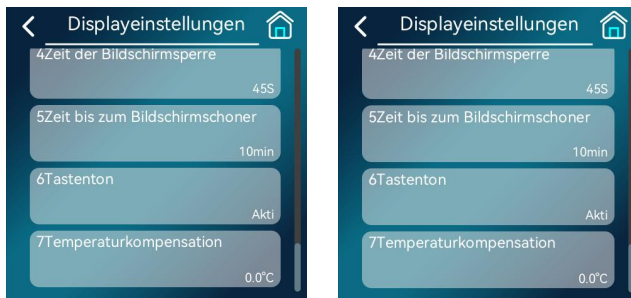 Displayeinstellungen
4Zeit der Bildschirmsperre
45S
5Zeit bis zum Bildschirmschoner
10min
6Tastenton
Akti
7Temperaturkompensation
0.0°C
Displayeinstellungen
4Zeit der Bildschirmsperre
45S
5Zeit bis zum Bildschirmschoner
10min
6Tastenton
Akti
7Temperaturkompensation
0.0°C